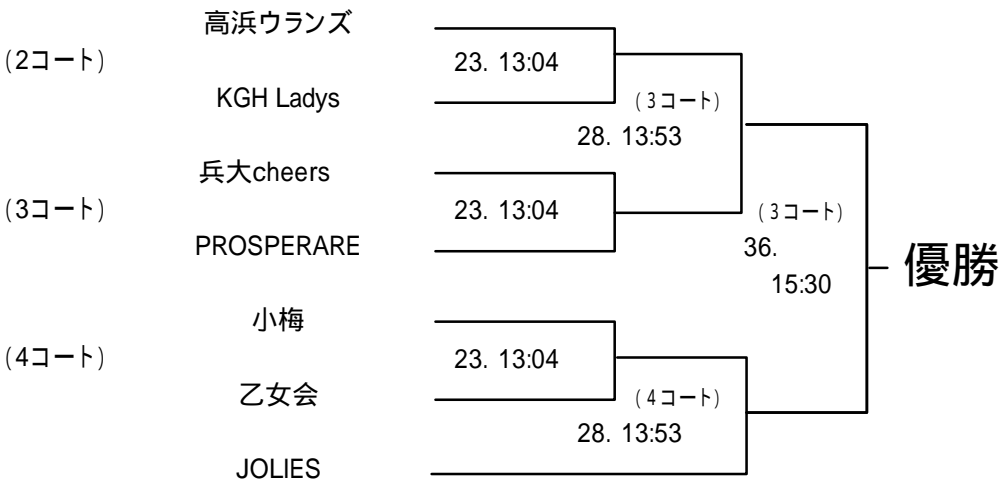 高浜ウランズ
(2コート)
23. 13:04
KGH Ladys
(3コート)
28. 13:53
兵大cheers
(3コート)
23. 13:04
(3コート)
PROSPERARE
36.
15:30
優勝
小梅
(4コート)
23. 13:04
乙女会
(4コート)
28. 13:53
JOLIES